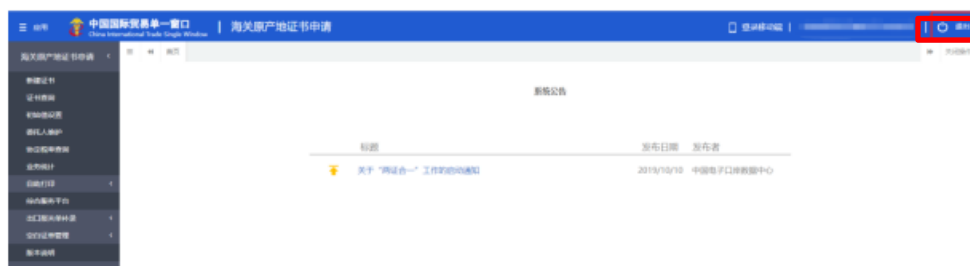 中国国际贸易单一窗口
China International Trade Single Window
海关原产地证书申请
登录移动端
退出
海关原产地证书申请
首页
新建证书
证书查询
初始值设置
委托人维护
协定税率查询
业务统计
自助打印
综合服务平台
出口报关单补录
空白证书管理
版本说明
系统公告
标题 发布日期 发布者
关于“两证合一”工作的启动通知 2019/10/10 中国电子口岸数据中心